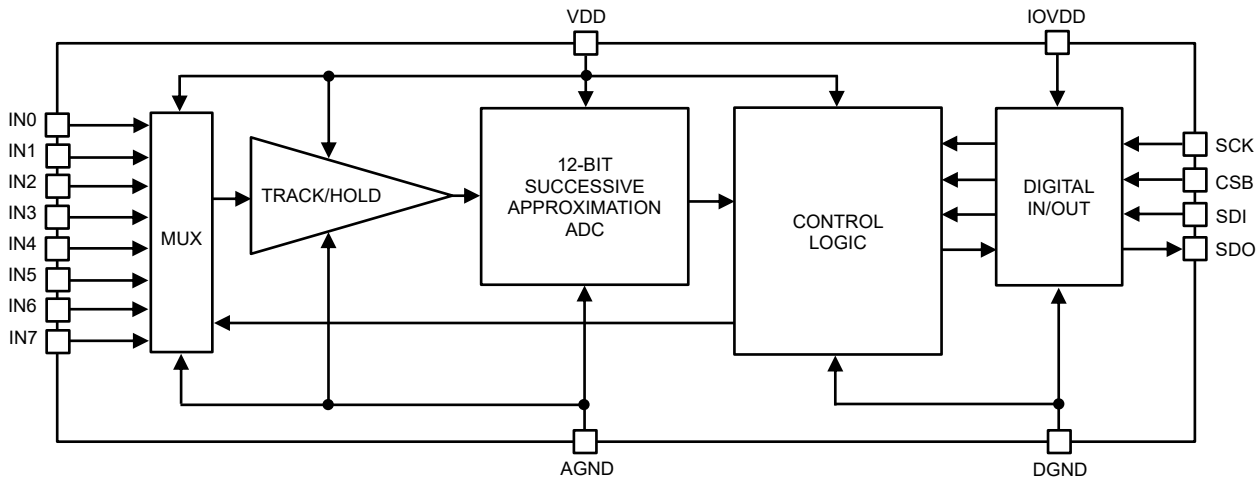 VDD
IOVDD
IN0
IN1
IN2
IN3
IN4
IN5
IN6
IN7
MUX
TRACK/HOLD
12-BIT
SUCCESSIVE
APPROXIMATION
ADC
CONTROL
LOGIC
DIGITAL
IN/OUT
SCK
CSB
SDI
SDO
AGND
DGND